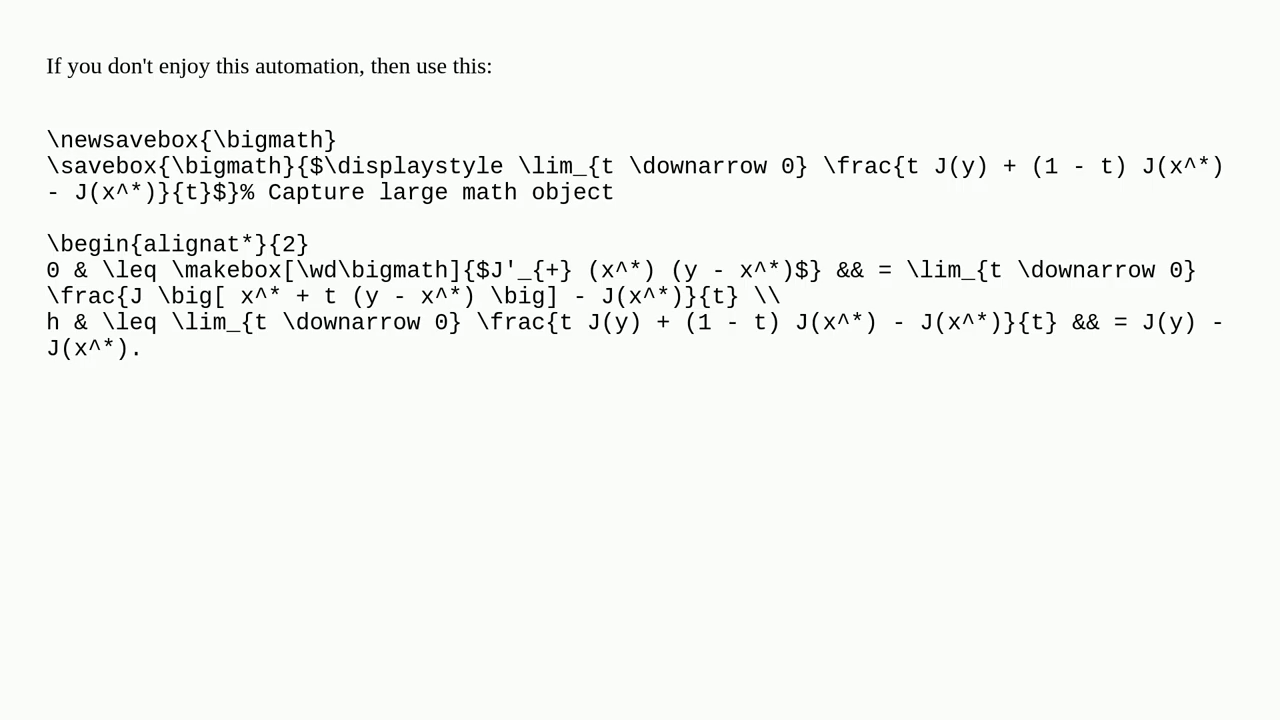 If you don't enjoy this automation, then use this:
\newsavebox{\bigmath}
\savebox{\bigmath}{$\displaystyle \lim_{t \downarrow 0} \frac{t J(y) + (1 - t) J(x^*)
- J(x^*)}{t}$}% Capture large math object
\begin{alignat*}{2}
0 & \leq \makebox[\wd\bigmath]{$J'_{+} (x^*) (y - x^*)$} && = \lim_{t \downarrow 0}
\frac{J \big[ x^* + t (y - x^*) \big] - J(x^*)}{t} \\
h & \leq \lim_{t \downarrow 0} \frac{t J(y) + (1 - t) J(x^*) - J(x^*)}{t} && = J(y) -
J(x^*).